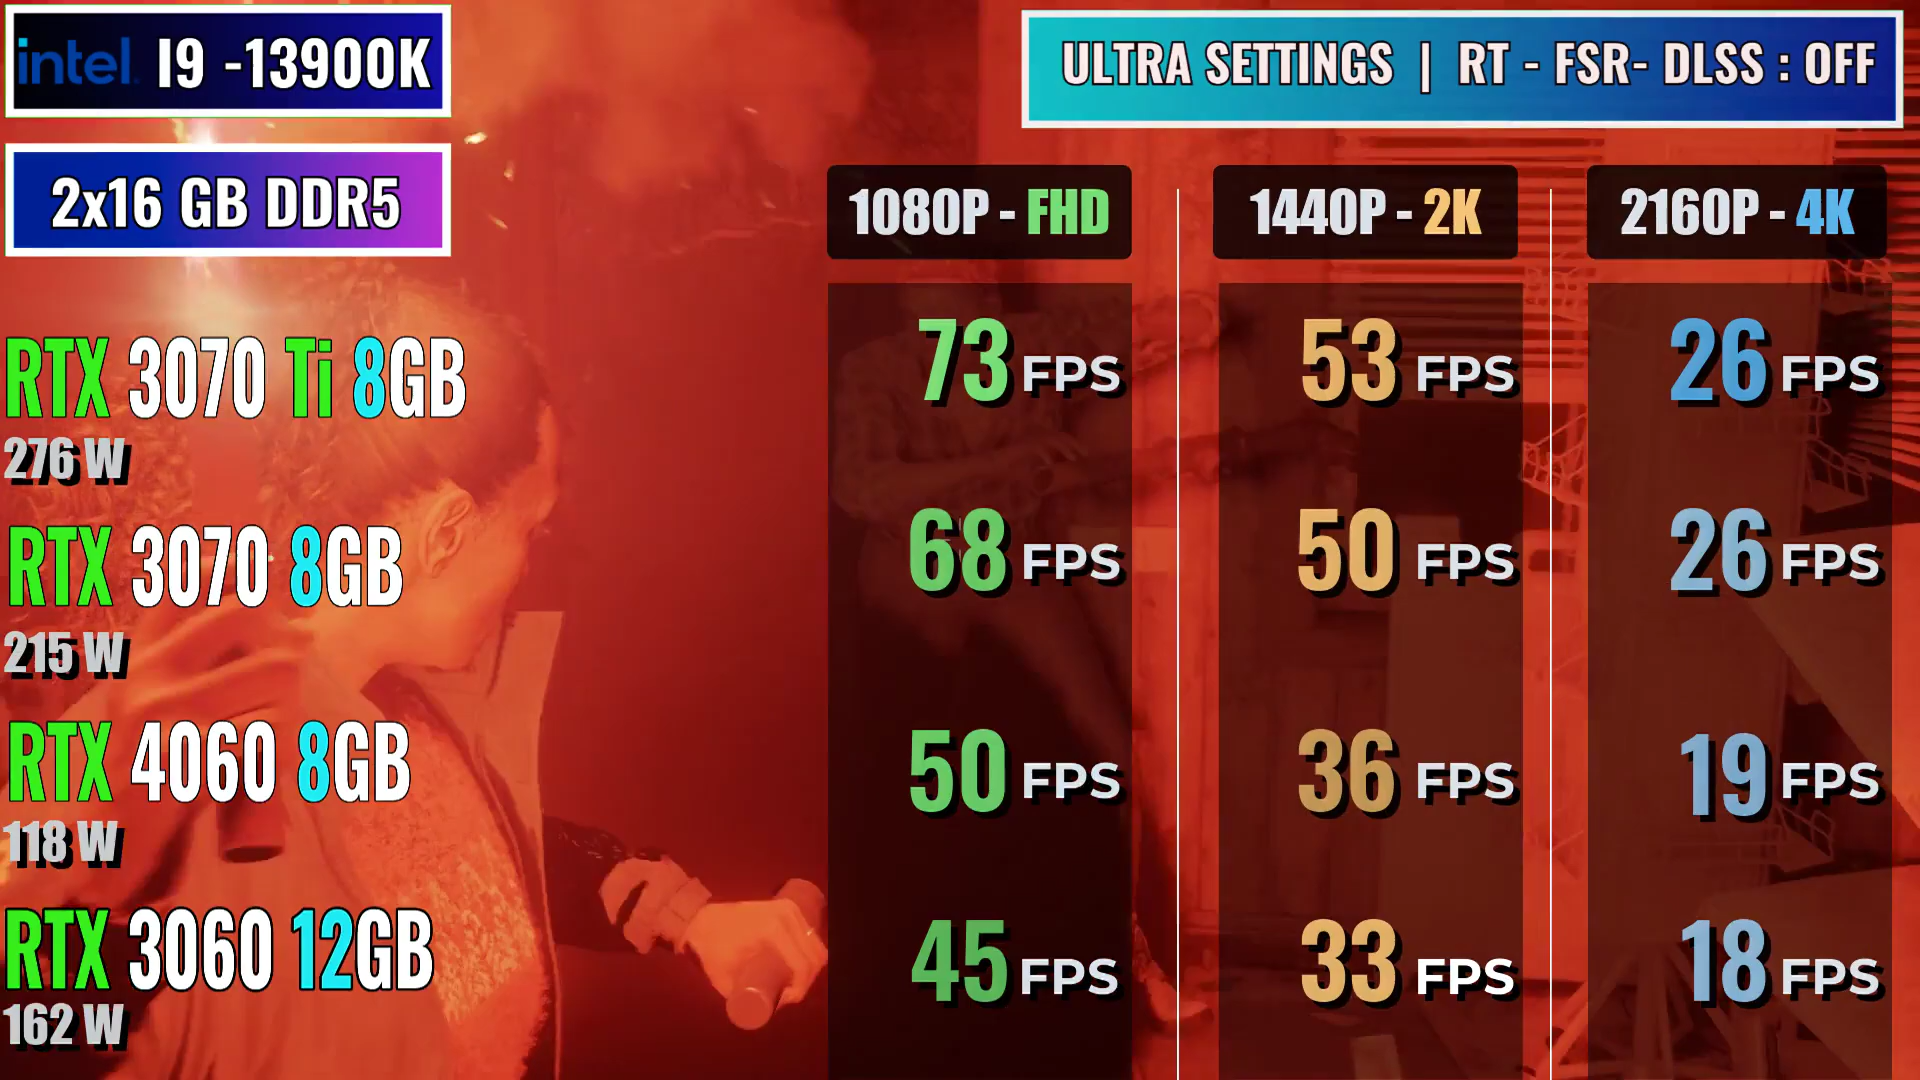 intel I9 -13900K
ULTRA SETTINGS | RT - FSR- DLSS : OFF
2x16 GB DDR5
1080P - FHD
1440P - 2K
2160P - 4K
RTX 3070 Ti 8GB
73 FPS
53 FPS
26 FPS
276 W
RTX 3070 8GB
68 FPS
50 FPS
26 FPS
215 W
RTX 4060 8GB
50 FPS
36 FPS
19 FPS
118 W
RTX 3060 12GB
45 FPS
33 FPS
18 FPS
162 W